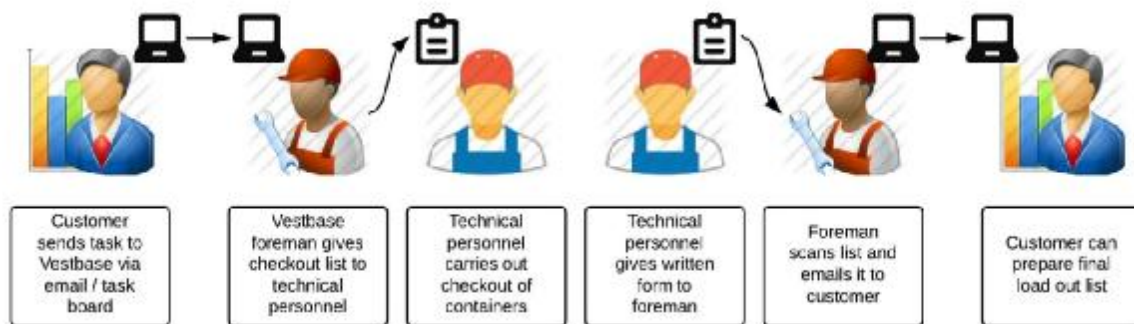 Customer
sends task to
Vestbase via
email / task
board
Vestbase
foreman gives
checkout list to
technical
personnel
Technical
personnel
carries out
checkout of
containers
Technical
personnel
gives written
form to
foreman
Foreman
scans list and
emails it to
customer
Customer can
prepare final
load out list